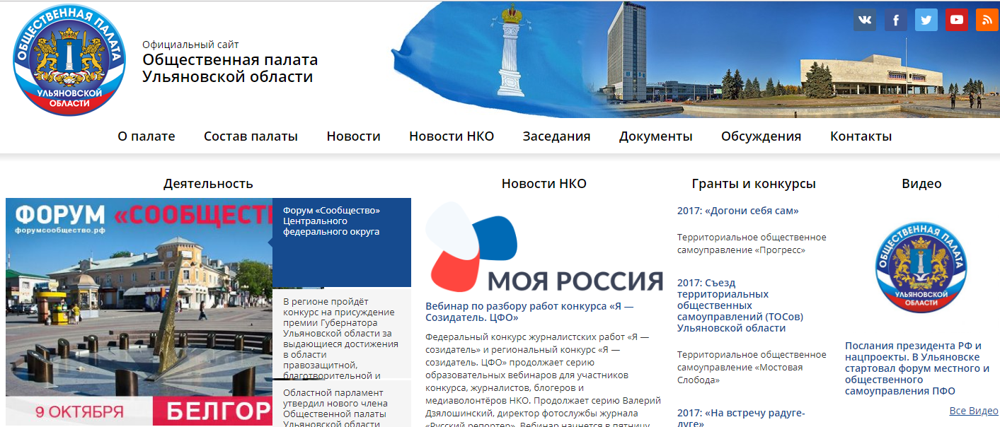 ОБЩЕСТВЕННАЯ ПАЛАТА
УЛЬЯНОВСКОЙ
ОБЛАСТИ
Официальный сайт
Общественная палата
Ульяновской области
О палате Состав палаты Новости Новости НКО Заседания Документы Обсуждения Контакты
Деятельность
ФОРУМ «СООБЩЕСТ
форумсообщество.рф
9 ОКТЯБРЯ
БЕЛГОР
Форум «Сообщество»
Центрального
федерального округа
В регионе пройдёт
конкурс на присуждение
премии Губернатора
Ульяновской области за
выдающиеся достижения
в области
правозащитной,
благотворительной и
Областной парламент
утвердил нового члена
Общественной палаты
Ульяновской области
Новости НКО
МОЯ РОССИЯ
Вебинар по разбору работ конкурса «Я —
Созидатель. ЦФО»
Федеральный конкурс журналистских работ «Я —
созидатель» и региональный конкурс «Я —
созидатель. ЦФО» продолжает серию
образовательных вебинаров для участников
конкурса, журналистов, блогеров и
медиаволонтёров НКО. Продолжает серию Валерий
Дзялошинский, директор фотослужбы журнала
«Русский репортер». Вебинар начнется в пятницу
Гранты и конкурсы
2017: «Догони себя сам»
Территориальное общественное
самоуправление «Прогресс»
2017: Съезд
территориальных
общественных
самоуправлений (ТОСов)
Ульяновской области
Территориальное общественное
самоуправление «Мостовая
Слобода»
2017: «На встречу радуге-
дуге»
Видео
ОБЩЕСТВЕННАЯ ПАЛАТА
УЛЬЯНОВСКОЙ
ОБЛАСТИ
Послания президента РФ и
нацпроекты. В Ульяновске
стартовал форум местного и
общественного
самоуправления ПФО
Все Видео